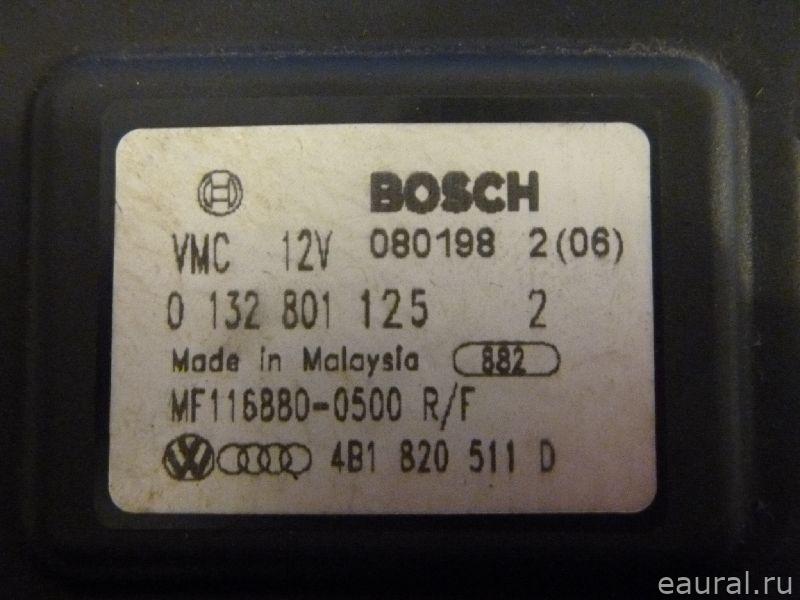 BOSCH
VMC 12V 080198 2(06)
0 132 801 125 2
Made in Malaysia 882
MF116880-0500 R/F
VW 4B1 820 511 D
eaural.ru